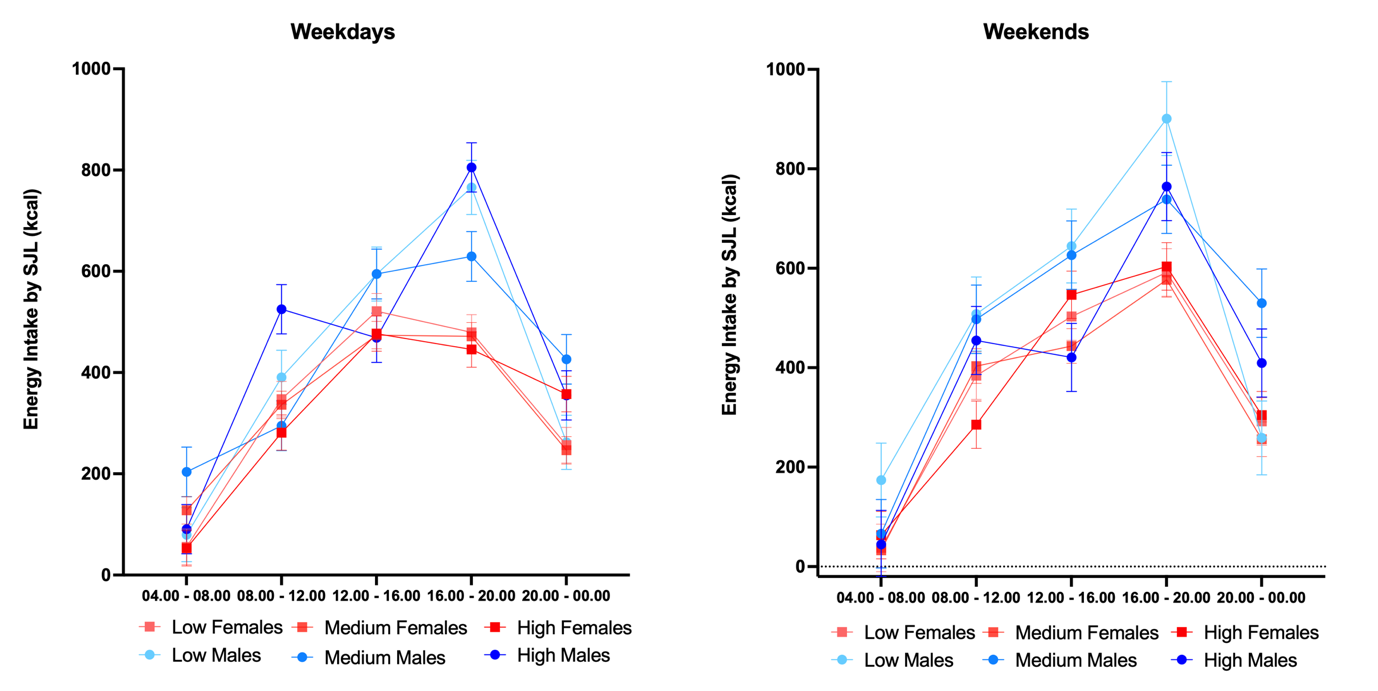 Weekdays
Energy Intake by SJL (kcal)
1000
800
600
400
200
0
04.00 - 08.00 08.00 - 12.00 12.00 - 16.00 16.00 - 20.00 20.00 - 00.00
Low Females Medium Females High Females
Low Males Medium Males High Males
Weekends
Energy Intake by SJL (kcal)
1000
800
600
400
200
0
04.00 - 08.00 08.00 - 12.00 12.00 - 16.00 16.00 - 20.00 20.00 - 00.00
Low Females Medium Females High Females
Low Males Medium Males High Males